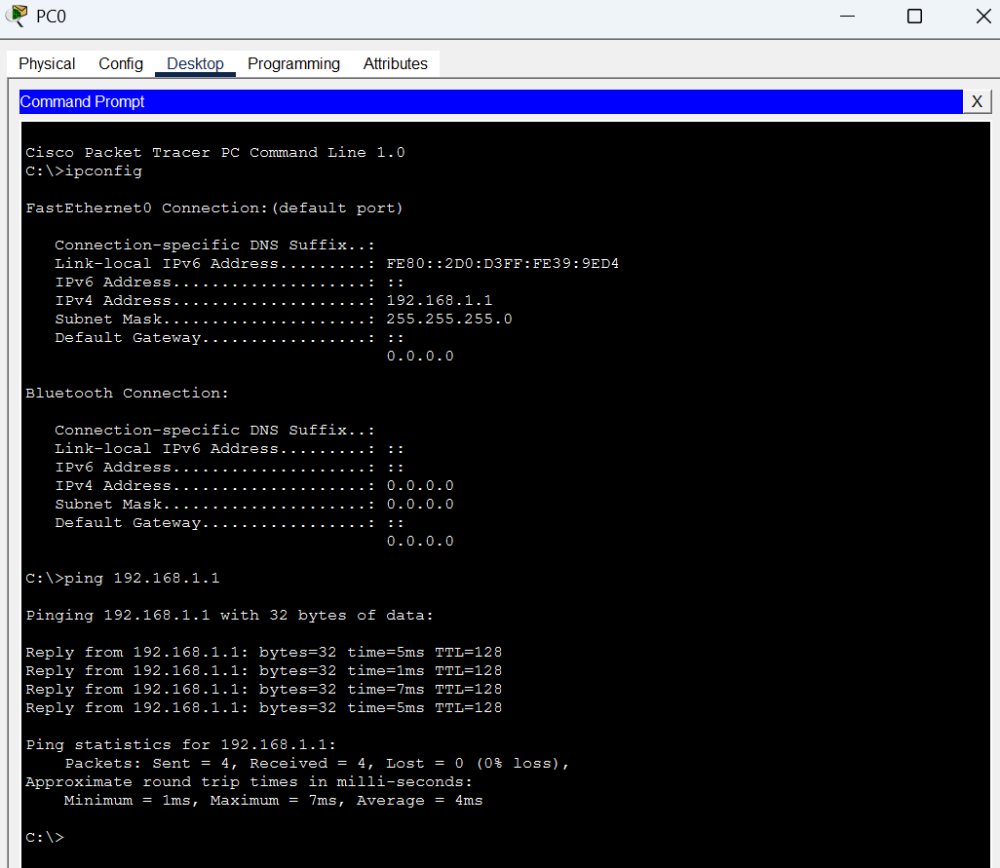 PC0
Physical Config Desktop Programming Attributes
Command Prompt X
Cisco Packet Tracer PC Command Line 1.0
C:\>ipconfig
FastEthernet0 Connection:(default port)
Connection-specific DNS Suffix..:
Link-local IPv6 Address.........: FE80::2D0:D3FF:FE39:9ED4
IPv6 Address....................: ::
IPv4 Address....................: 192.168.1.1
Subnet Mask.....................: 255.255.255.0
Default Gateway.................: ::
0.0.0.0
Bluetooth Connection:
Connection-specific DNS Suffix..:
Link-local IPv6 Address.........: ::
IPv6 Address....................: ::
IPv4 Address....................: 0.0.0.0
Subnet Mask.....................: 0.0.0.0
Default Gateway.................: ::
0.0.0.0
C:\>ping 192.168.1.1
Pinging 192.168.1.1 with 32 bytes of data:
Reply from 192.168.1.1: bytes=32 time=5ms TTL=128
Reply from 192.168.1.1: bytes=32 time=1ms TTL=128
Reply from 192.168.1.1: bytes=32 time=7ms TTL=128
Reply from 192.168.1.1: bytes=32 time=5ms TTL=128
Ping statistics for 192.168.1.1:
Packets: Sent = 4, Received = 4, Lost = 0 (0% loss),
Approximate round trip times in milli-seconds:
Minimum = 1ms, Maximum = 7ms, Average = 4ms
C:\>